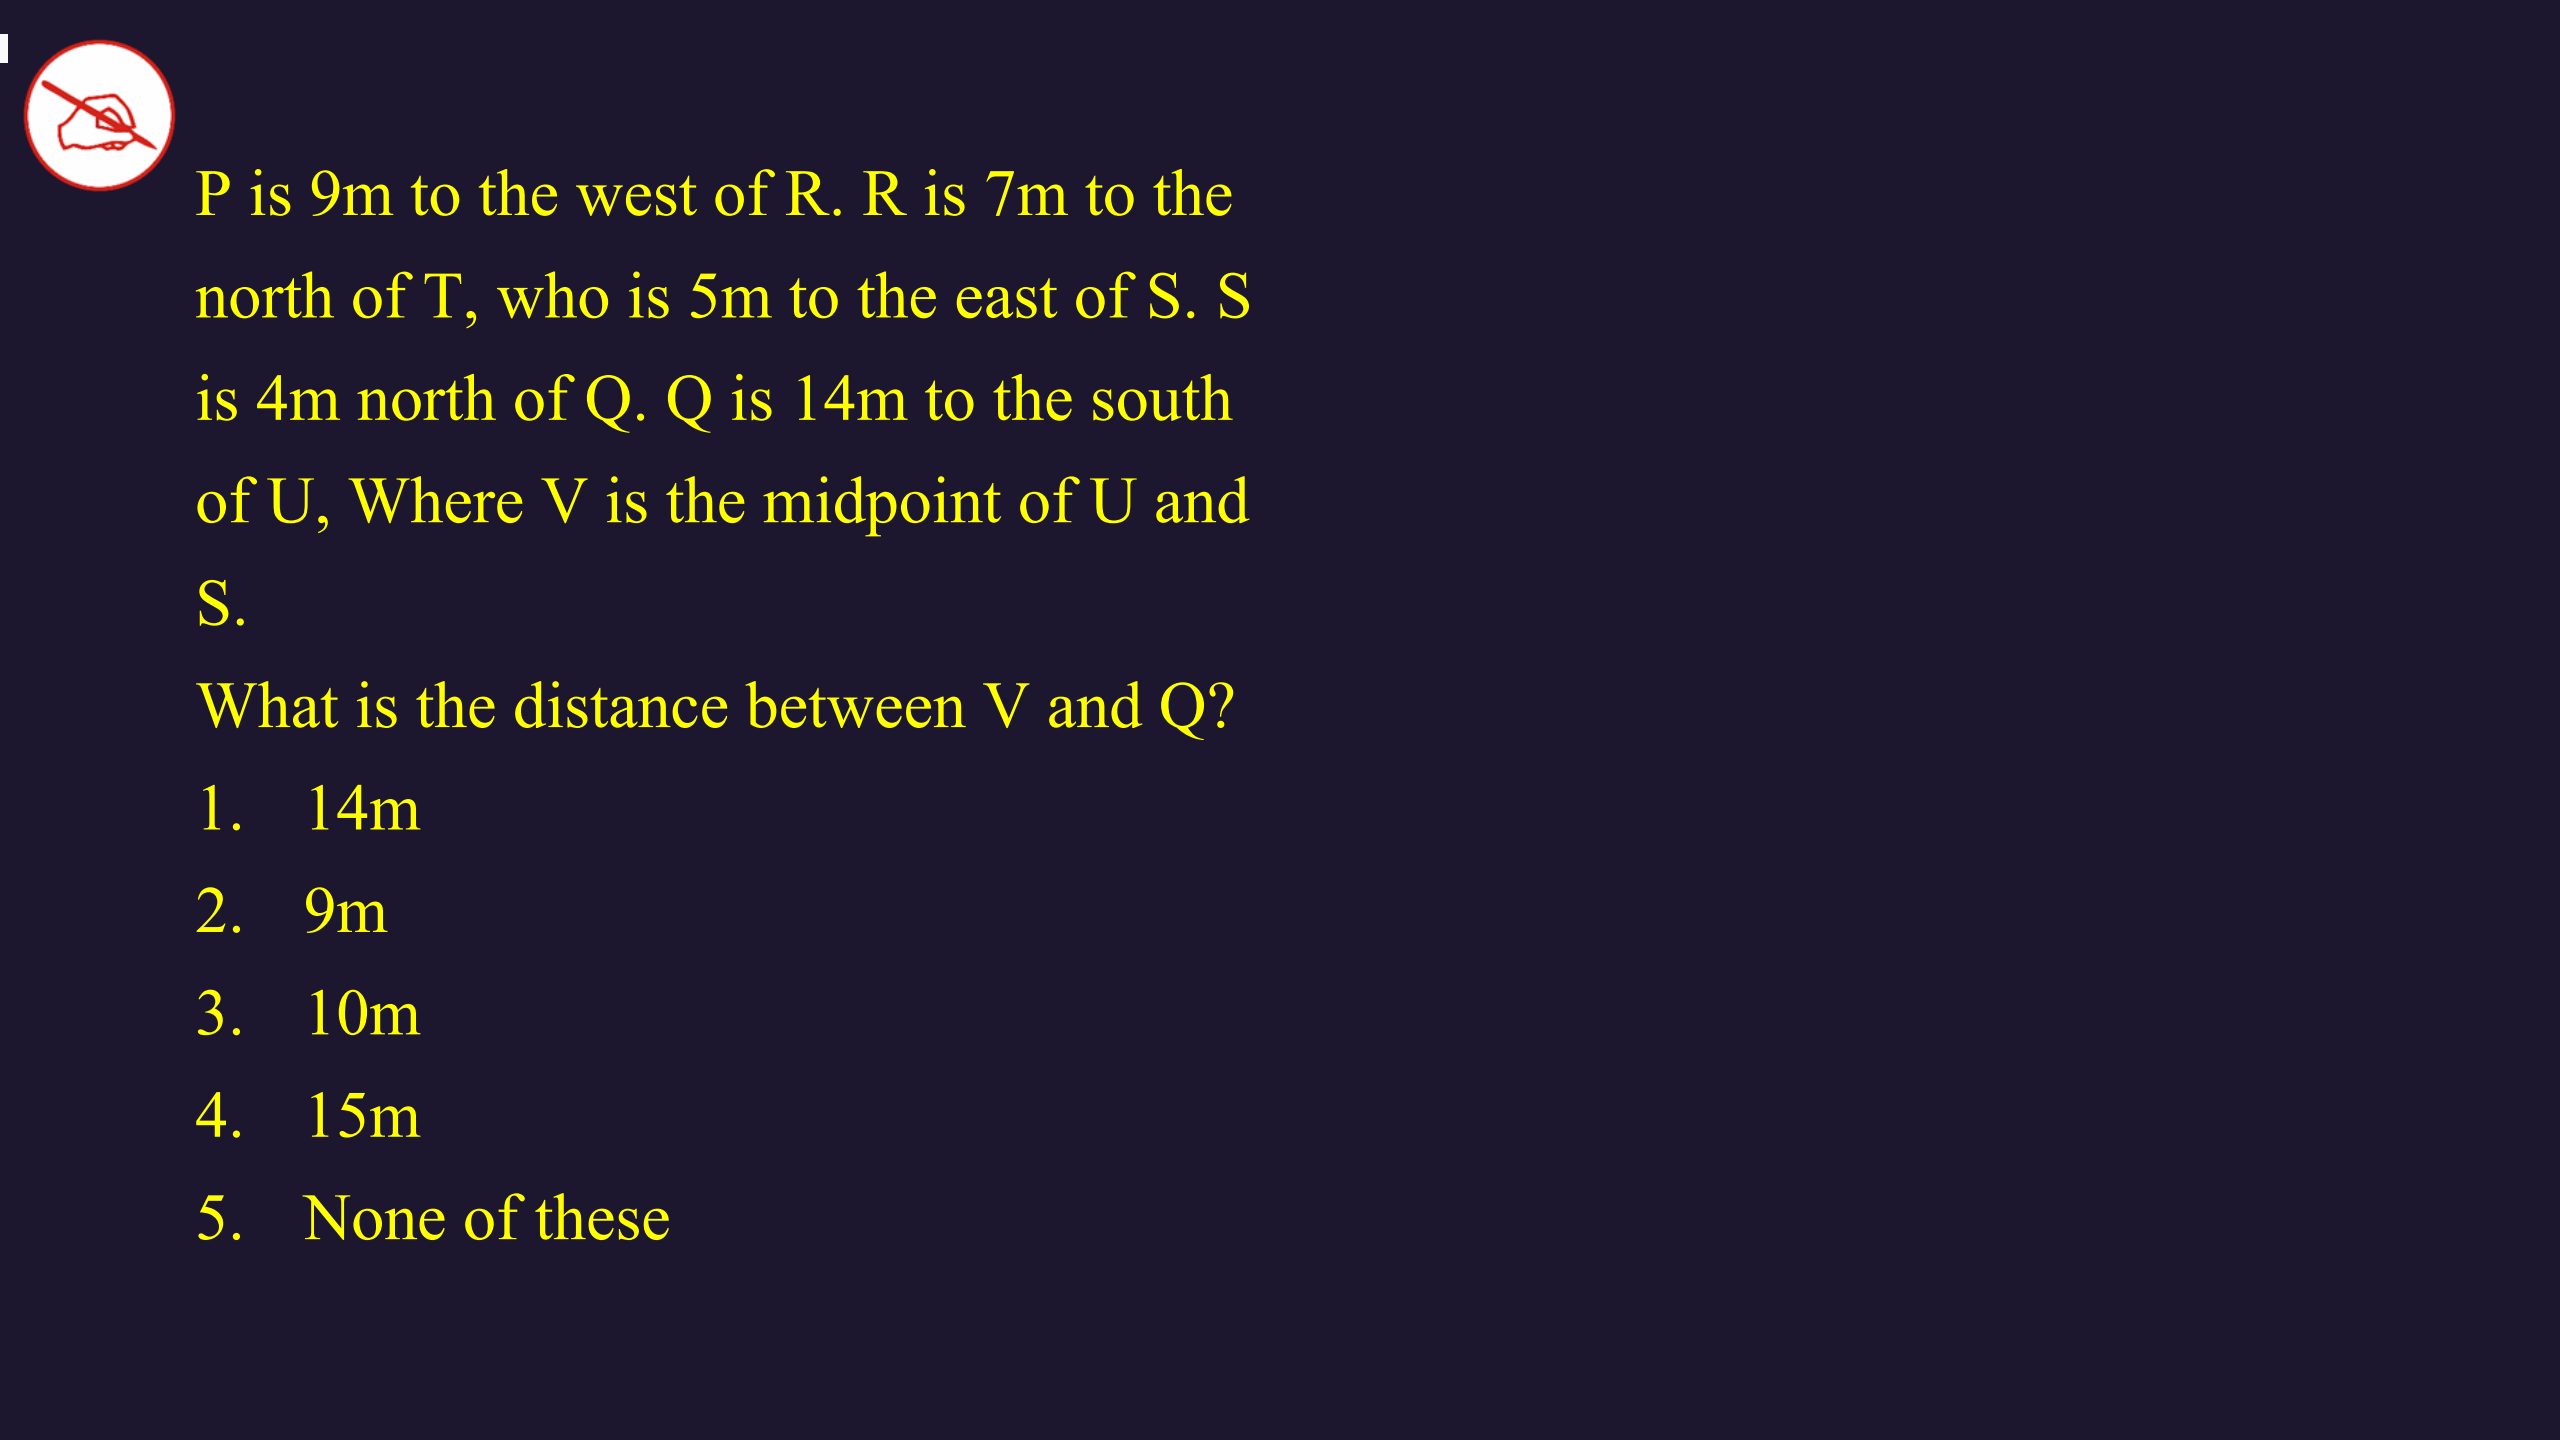 P is 9m to the west of R. R is 7m to the
north of T, who is 5m to the east of S. S
is 4m north of Q. Q is 14m to the south
of U, Where V is the midpoint of U and
S.
What is the distance between V and Q?
1. 14m
2. 9m
3. 10m
4. 15m
5. None of these